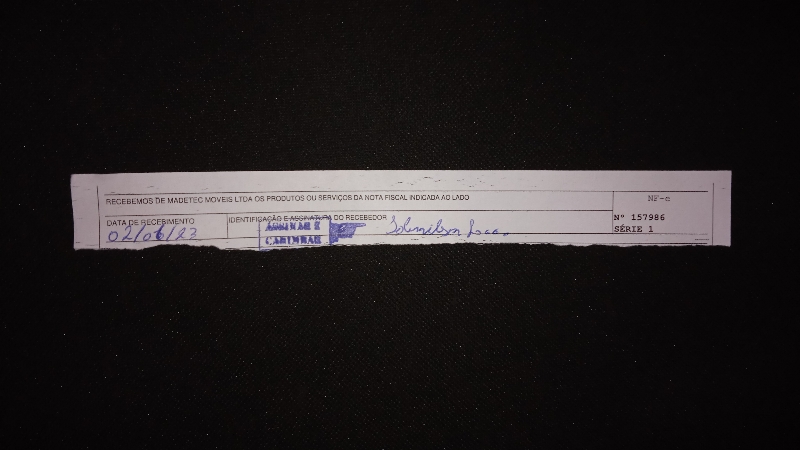 RECEBEMOS DE MADETEC MOVEIS LTDA OS PRODUTOS OU SERVIÇOS DA NOTA FISCAL INDICADA AO LADO
NF-e
DATA DE RECEBIMENTO
02/06/23
IDENTIFICAÇÃO E ASSINATURA DO RECEBEDOR
ASSINAR E
CARIMBAR
Nº 157986
SÉRIE 1